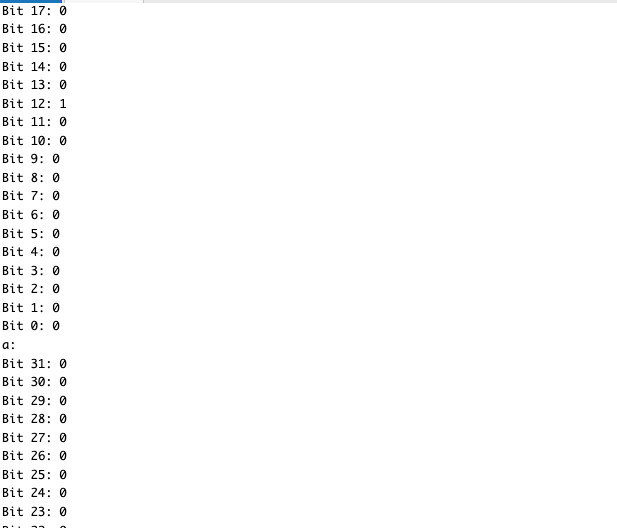 Bit 17: 0
Bit 16: 0
Bit 15: 0
Bit 14: 0
Bit 13: 0
Bit 12: 1
Bit 11: 0
Bit 10: 0
Bit 9: 0
Bit 8: 0
Bit 7: 0
Bit 6: 0
Bit 5: 0
Bit 4: 0
Bit 3: 0
Bit 2: 0
Bit 1: 0
Bit 0: 0
a:
Bit 31: 0
Bit 30: 0
Bit 29: 0
Bit 28: 0
Bit 27: 0
Bit 26: 0
Bit 25: 0
Bit 24: 0
Bit 23: 0